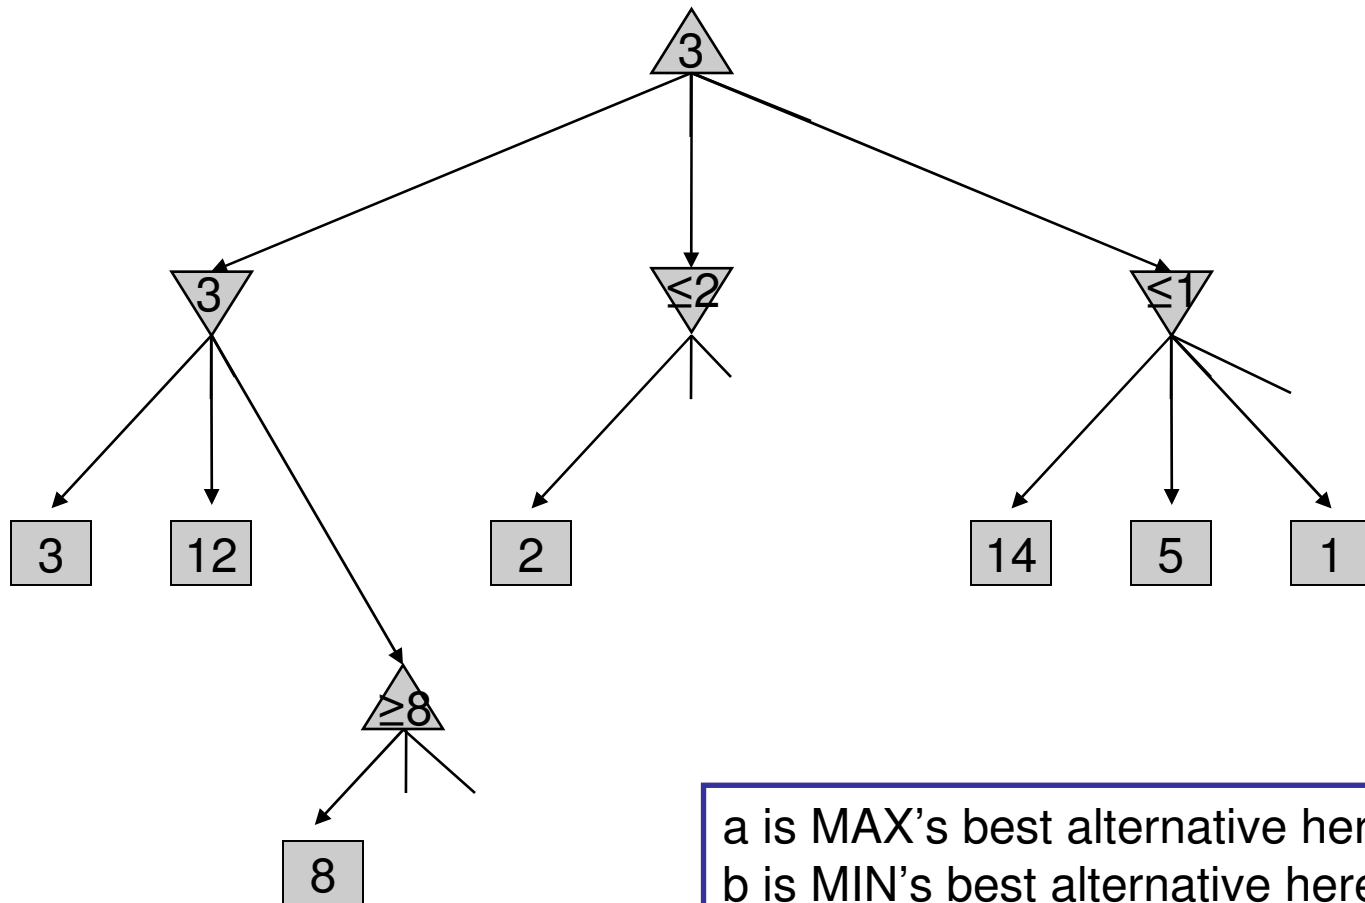 3
3 ≤2 ≤1
3 12 2 14 5 1
≥8
8
a is MAX’s best alternative her
b is MIN’s best alternative here